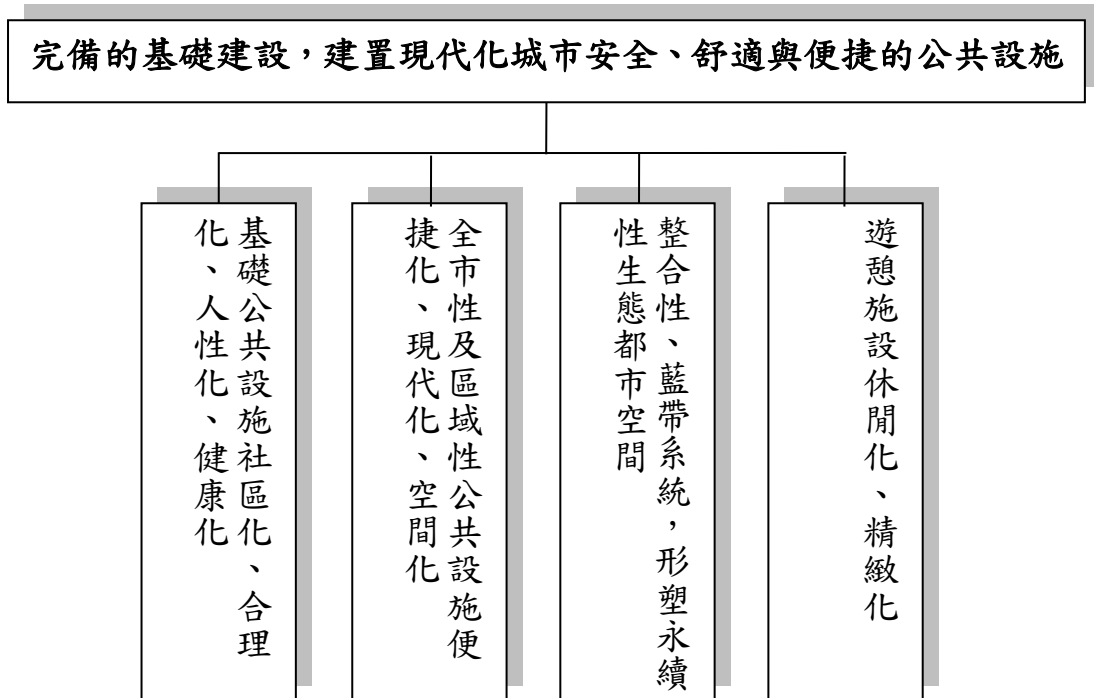 完備的基礎建設，建置現代化城市安全、舒適與便捷的公共設施
基礎公共設施社區化、合理
化、人性化、健康化
全市性及區域性公共設施便
捷化、現代化、空間化
整合性、藍帶系統，形塑永續
性生態都市空間
遊憩施設休閒化、精緻化